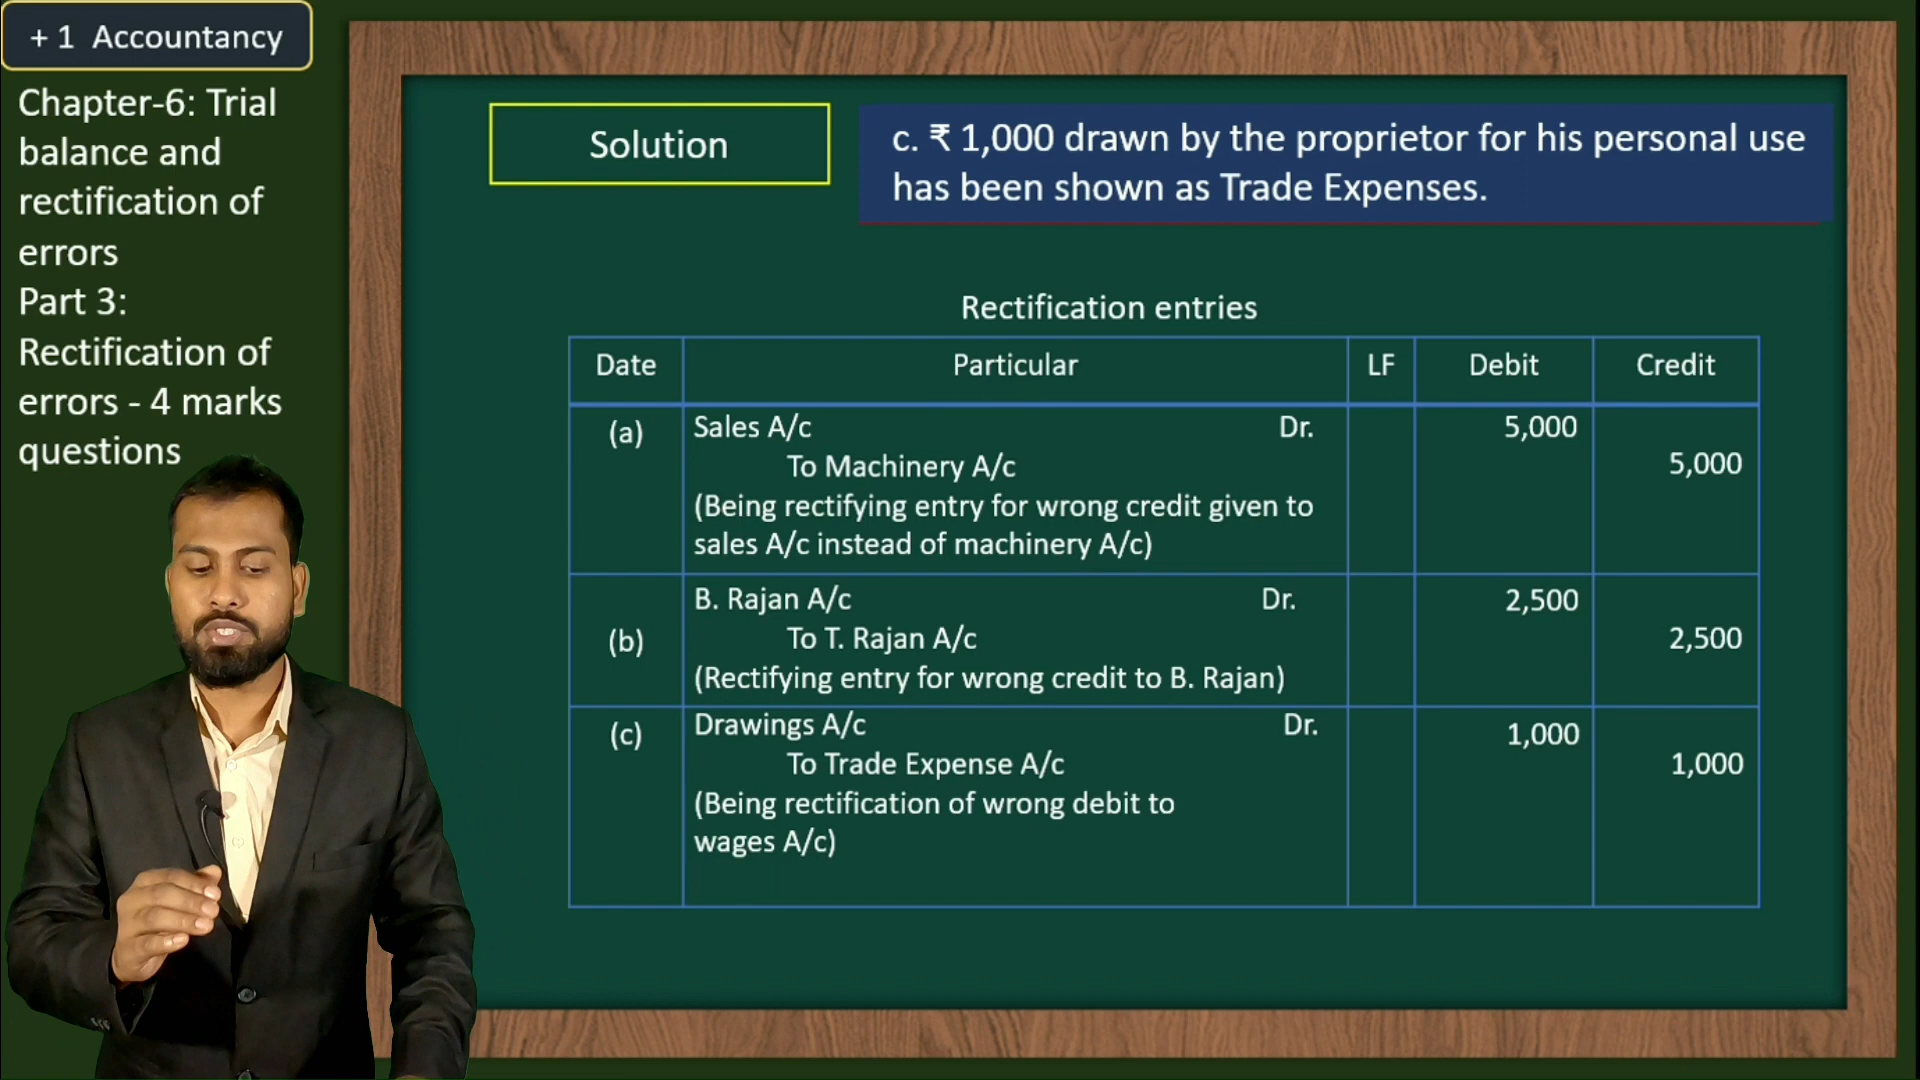 + 1 Accountancy
Chapter-6: Trial
balance and
rectification of
errors
Part 3:
Rectification of
errors - 4 marks
questions
Solution
c. ₹ 1,000 drawn by the proprietor for his personal use
has been shown as Trade Expenses.
Rectification entries
Date Particular LF Debit Credit
(a) Sales A/c Dr. 5,000
To Machinery A/c 5,000
(Being rectifying entry for wrong credit given to
sales A/c instead of machinery A/c)
B. Rajan A/c Dr. 2,500
(b) To T. Rajan A/c 2,500
(Rectifying entry for wrong credit to B. Rajan)
(c) Drawings A/c Dr. 1,000
To Trade Expense A/c 1,000
(Being rectification of wrong debit to
wages A/c)